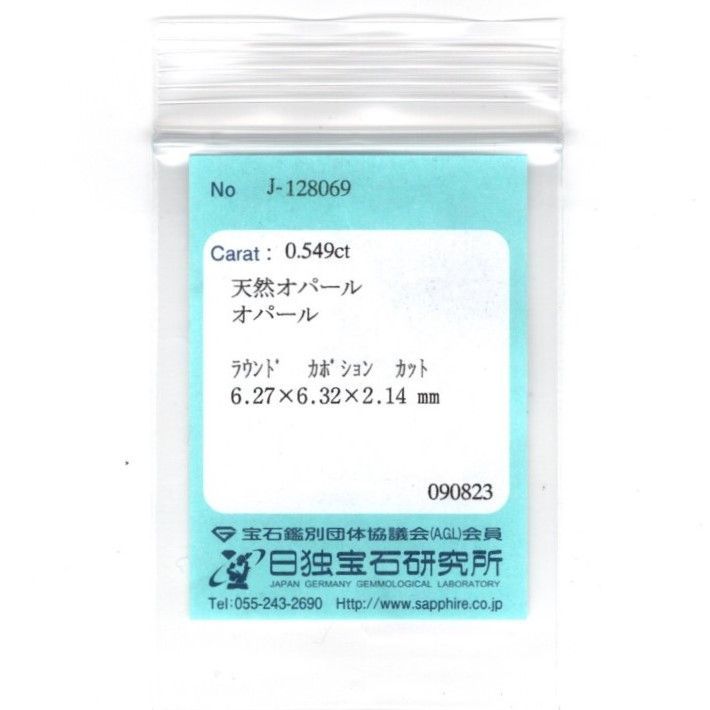 No J-128069
Carat : 0.549ct
天然オパール
オパール
ﾗｳﾝﾄﾞ ｶﾎﾞｼｮﾝ ｶｯﾄ
6.27×6.32×2.14 mm
090823
宝石鑑別団体協議会(AGL)会員
日独宝石研究所
JAPAN GERMANY GEMMOLOGICAL LABORATORY
Tel:055-243-2690 Http://www.sapphire.co.jp